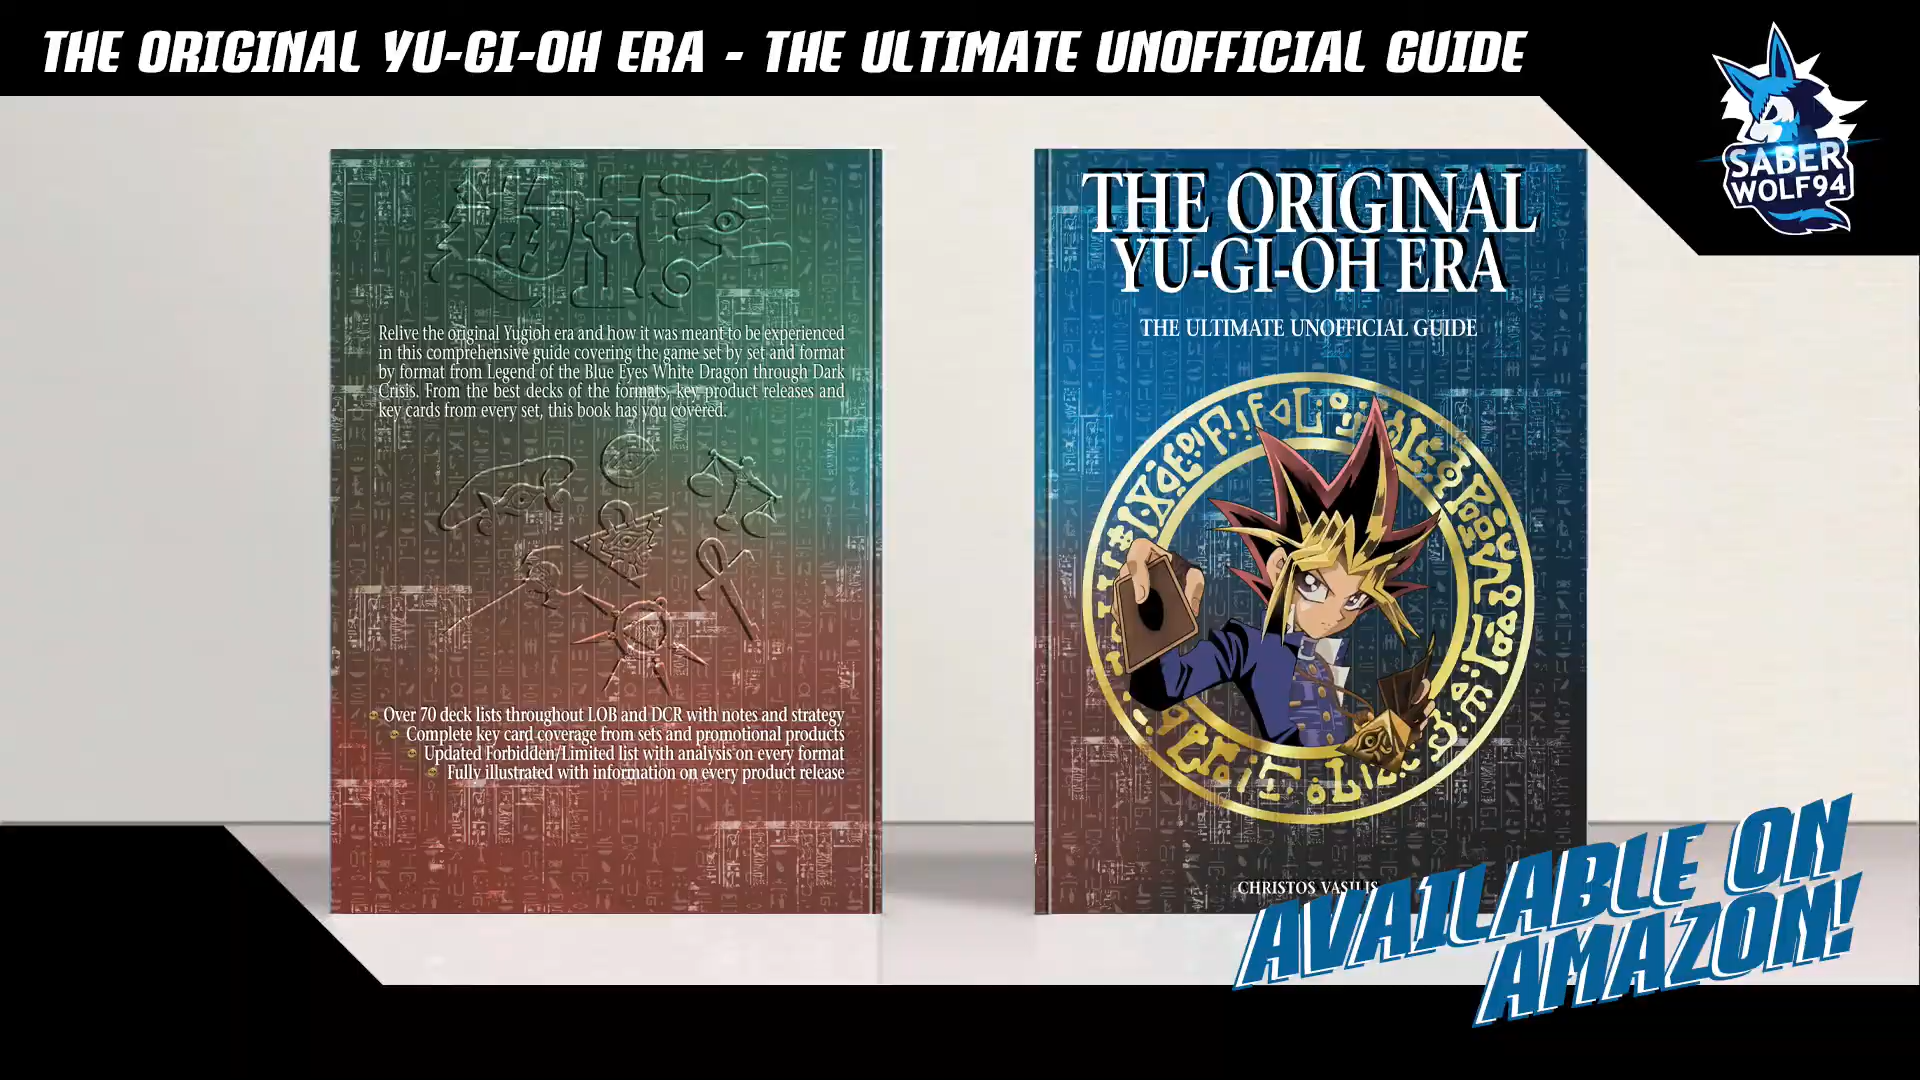 THE ORIGINAL YU-GI-OH ERA - THE ULTIMATE UNOFFICIAL GUIDE
SABER
WOLF94
Relive the original Yugioh era and how it was meant to be experienced
in this comprehensive guide covering the game set by set and format
by format from Legend of the Blue Eyes White Dragon through Dark
Crisis. From the best decks of the formats, key product releases and
key cards from every set, this book has you covered.
Over 70 deck lists throughout LOB and DCR with notes and strategy
Complete key card coverage from sets and promotional products
Updated Forbidden/Limited list with analysis on every format
Fully illustrated with information on every product release
THE ORIGINAL
YU-GI-OH ERA
THE ULTIMATE UNOFFICIAL GUIDE
CHRISTOS VASILIS
AVAILABLE ON
AMAZON!